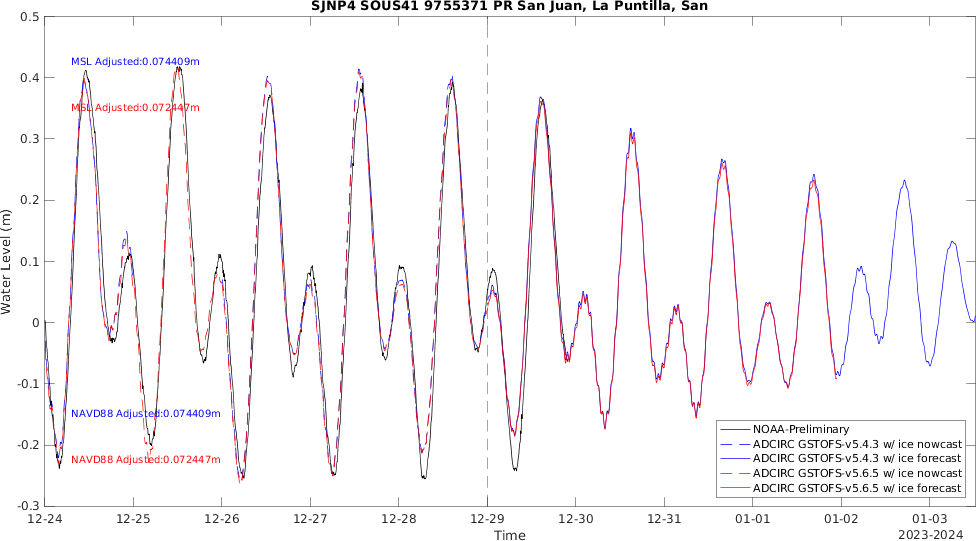 SJNP4 SOUS41 9755371 PR San Juan, La Puntilla, San
0.5
0.4
0.3
0.2
0.1
0
-0.1
-0.2
-0.3
Water Level (m)
MSL Adjusted:0.074409m
MSL Adjusted:0.072447m
NAVD88 Adjusted:0.074409m
NAVD88 Adjusted:0.072447m
NOAA-Preliminary
ADCIRC GSTOFS-v5.4.3 w/ ice nowcast
ADCIRC GSTOFS-v5.4.3 w/ ice forecast
ADCIRC GSTOFS-v5.6.5 w/ ice nowcast
ADCIRC GSTOFS-v5.6.5 w/ ice forecast
12-24 12-25 12-26 12-27 12-28 12-29 12-30 12-31 01-01 01-02 01-03
Time
2023-2024